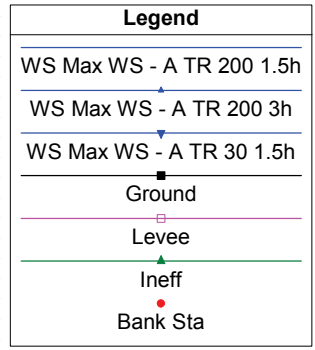 Legend
WS Max WS - A TR 200 1.5h
WS Max WS - A TR 200 3h
WS Max WS - A TR 30 1.5h
Ground
Levee
Ineff
Bank Sta